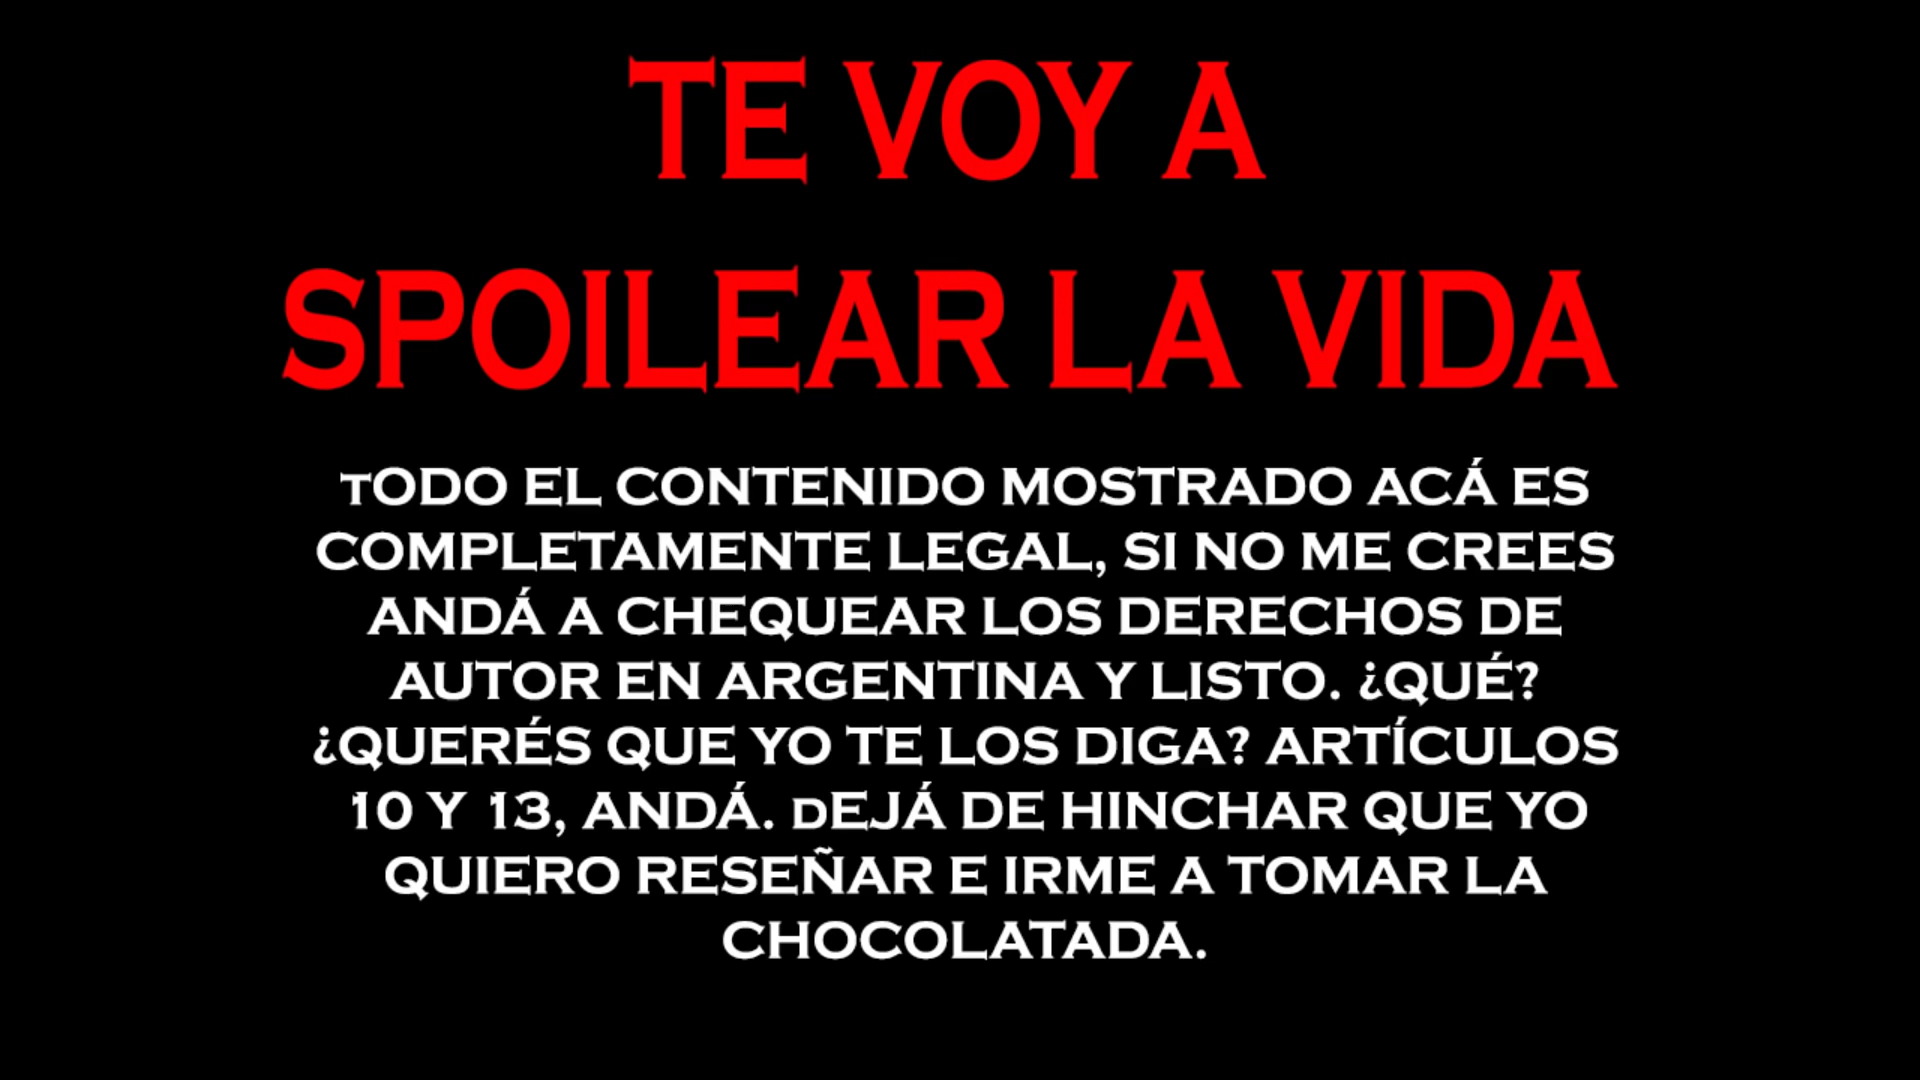 TE VOY A
SPOILEAR LA VIDA
TODO EL CONTENIDO MOSTRADO ACÁ ES
COMPLETAMENTE LEGAL, SI NO ME CREES
ANDÁ A CHEQUEAR LOS DERECHOS DE
AUTOR EN ARGENTINA Y LISTO. ¿QUÉ?
¿QUERÉS QUE YO TE LOS DIGA? ARTÍCULOS
10 Y 13, ANDÁ. DEJÁ DE HINCHAR QUE YO
QUIERO RESEÑAR E IRME A TOMAR LA
CHOCOLATADA.